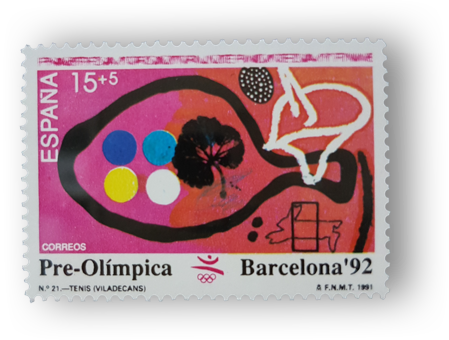 ESPAÑA
15+5
CORREOS
Pre-Olímpica Barcelona'92
N.º 21.—TENIS (VILADECANS) F.N.M.T. 1991